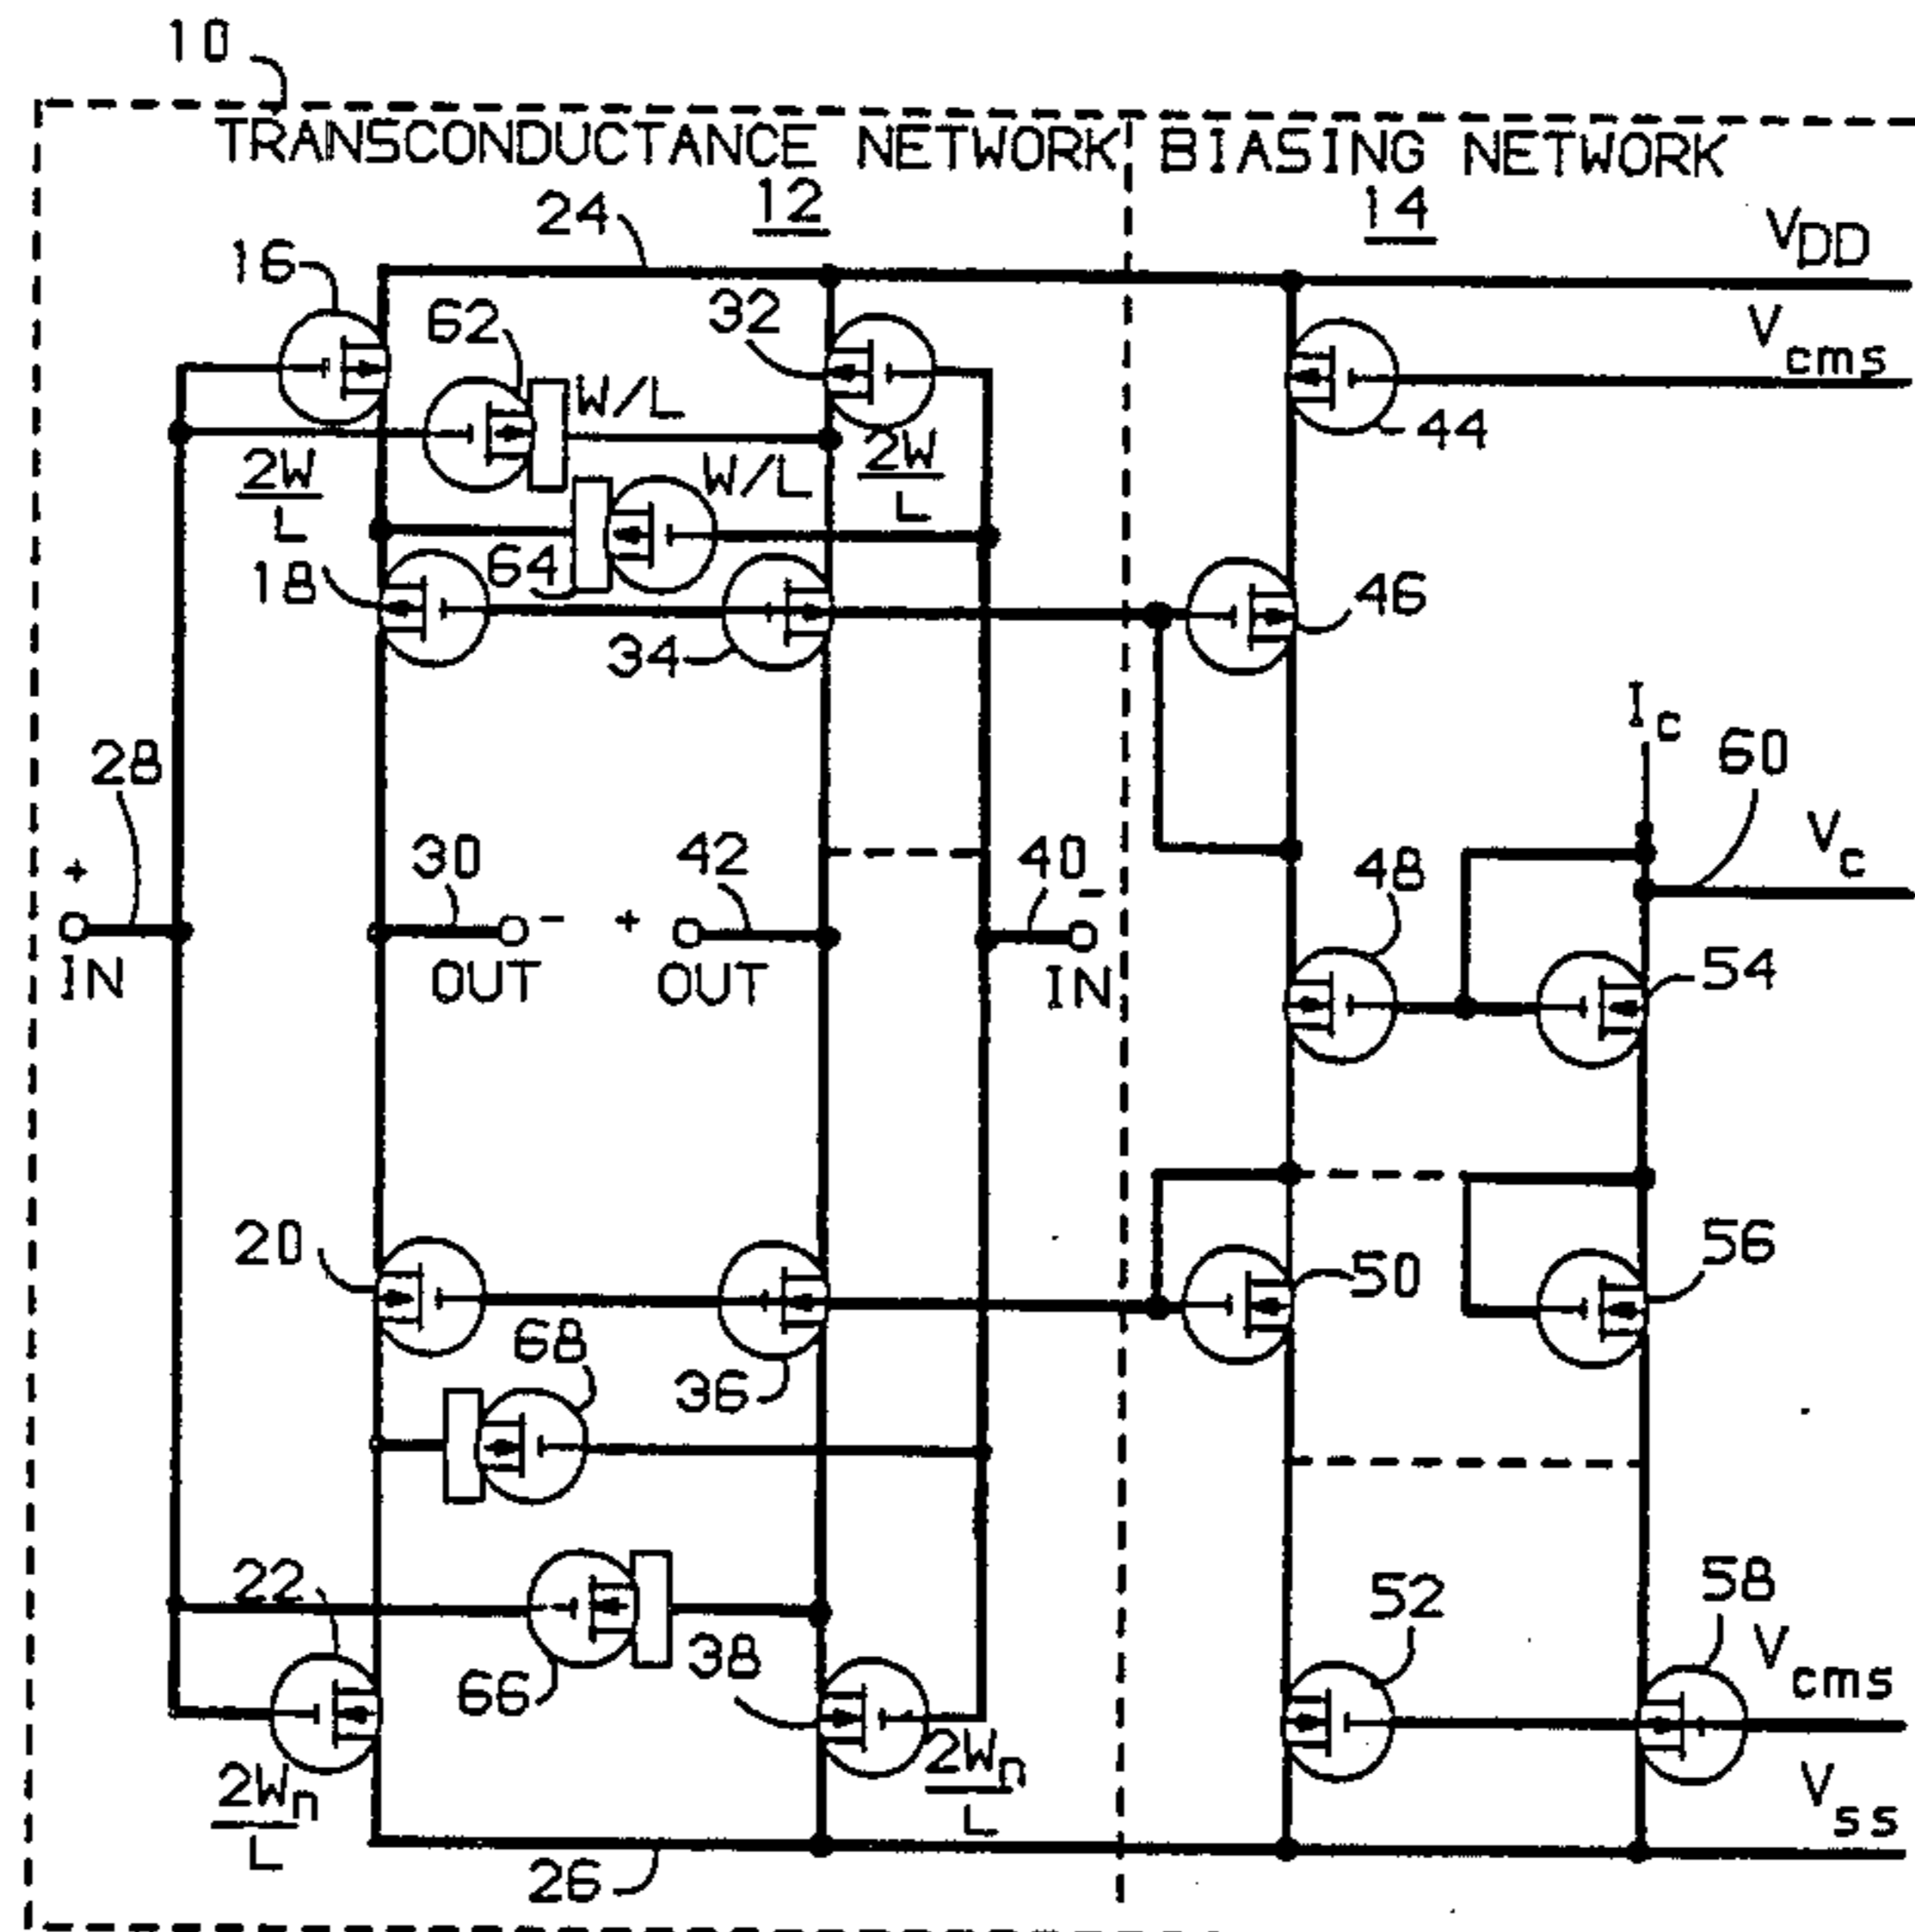 10
TRANSCONDUCTANCE NETWORK
BIASING NETWORK
12
14
24
VDD
16
62
32
Vcms
W/L
44
2W
L
W/L
2W
L
18
64
34
46
Ic
28
60
Vc
30
42
40
48
+
IN
-
OUT
+
OUT
-
IN
54
20
68
36
50
56
22
66
38
52
58
Vcms
2Wn
L
2Wn
L
Vss
26